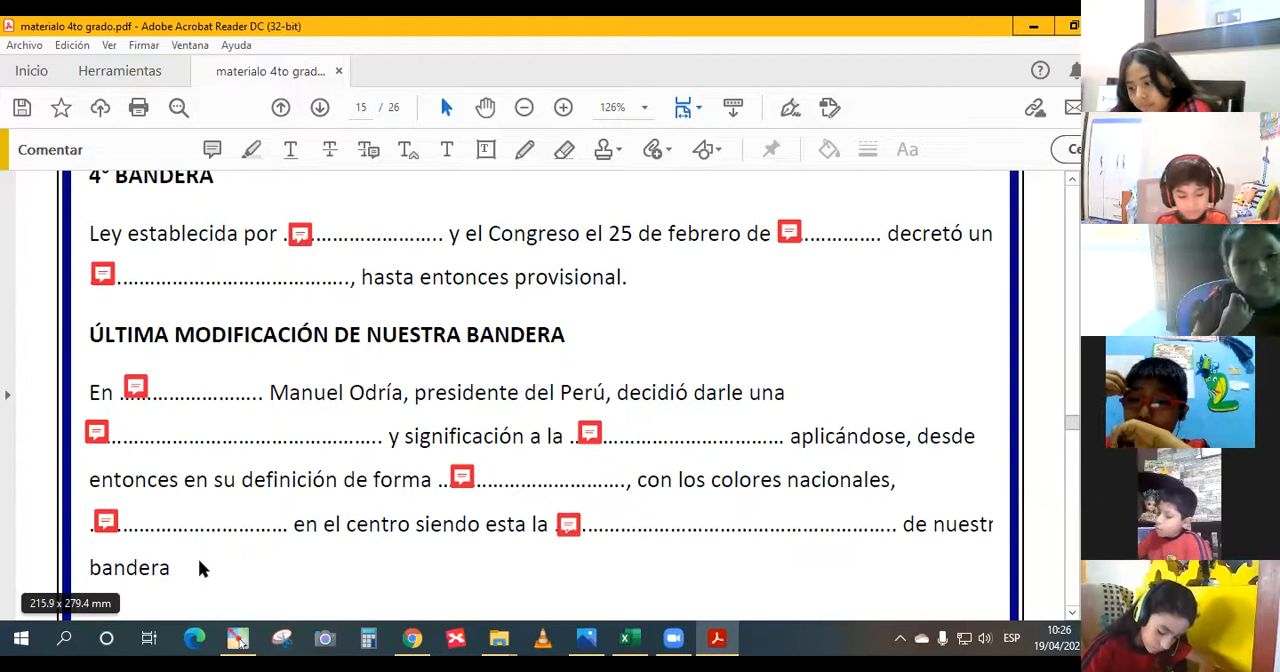 materialo 4to grado.pdf - Adobe Acrobat Reader DC (32-bit)
Archivo Edición Ver Firmar Ventana Ayuda
Inicio Herramientas materialo 4to grad... ×
15 / 26 126%
Comentar Aa Ce
4° BANDERA
Ley establecida por ........................ y el Congreso el 25 de febrero de .............. decretó un
........................................, hasta entonces provisional.
ÚLTIMA MODIFICACIÓN DE NUESTRA BANDERA
En ........................ Manuel Odría, presidente del Perú, decidió darle una
................................................ y significación a la .................................... aplicándose, desde
entonces en su definición de forma ..............................., con los colores nacionales,
.................................. en el centro siendo esta la ........................................................... de nuestr
bandera
215.9 x 279.4 mm
ESP
10:26
19/04/202